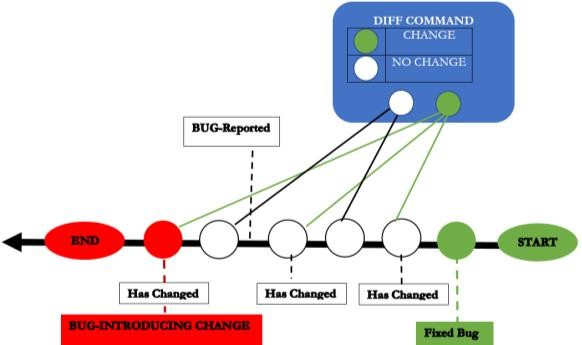 DIFF COMMAND
CHANGE
NO CHANGE
BUG-Reported
END
START
Has Changed
Has Changed
Has Changed
BUG-INTRODUCING CHANGE
Fixed Bug